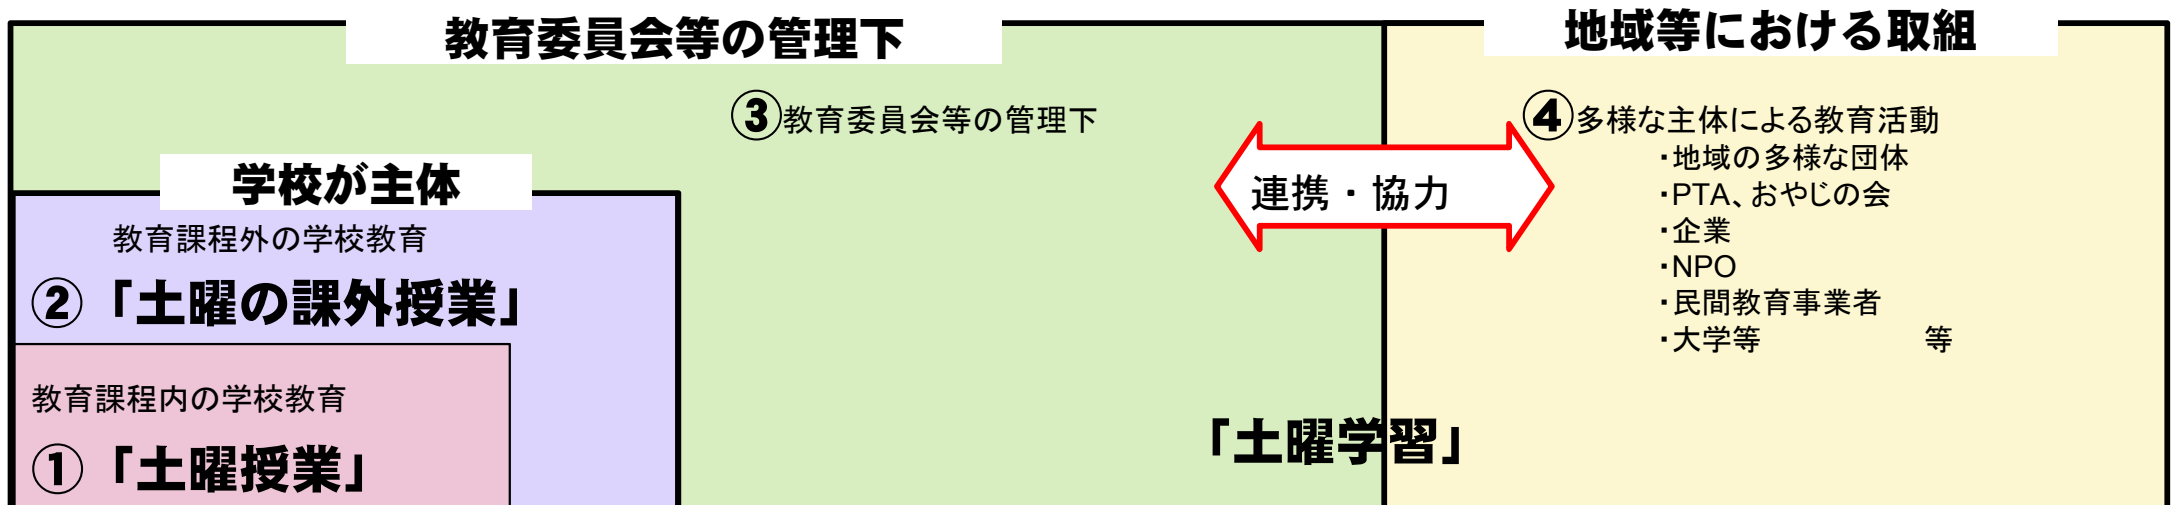 教育委員会等の管理下
地域等における取組
③教育委員会等の管理下
④多様な主体による教育活動
・地域の多様な団体
・PTA、おやじの会
・企業
・NPO
・民間教育事業者
・大学等 等
連携・協力
学校が主体
教育課程外の学校教育
②「土曜の課外授業」
教育課程内の学校教育
①「土曜授業」
「土曜学習」